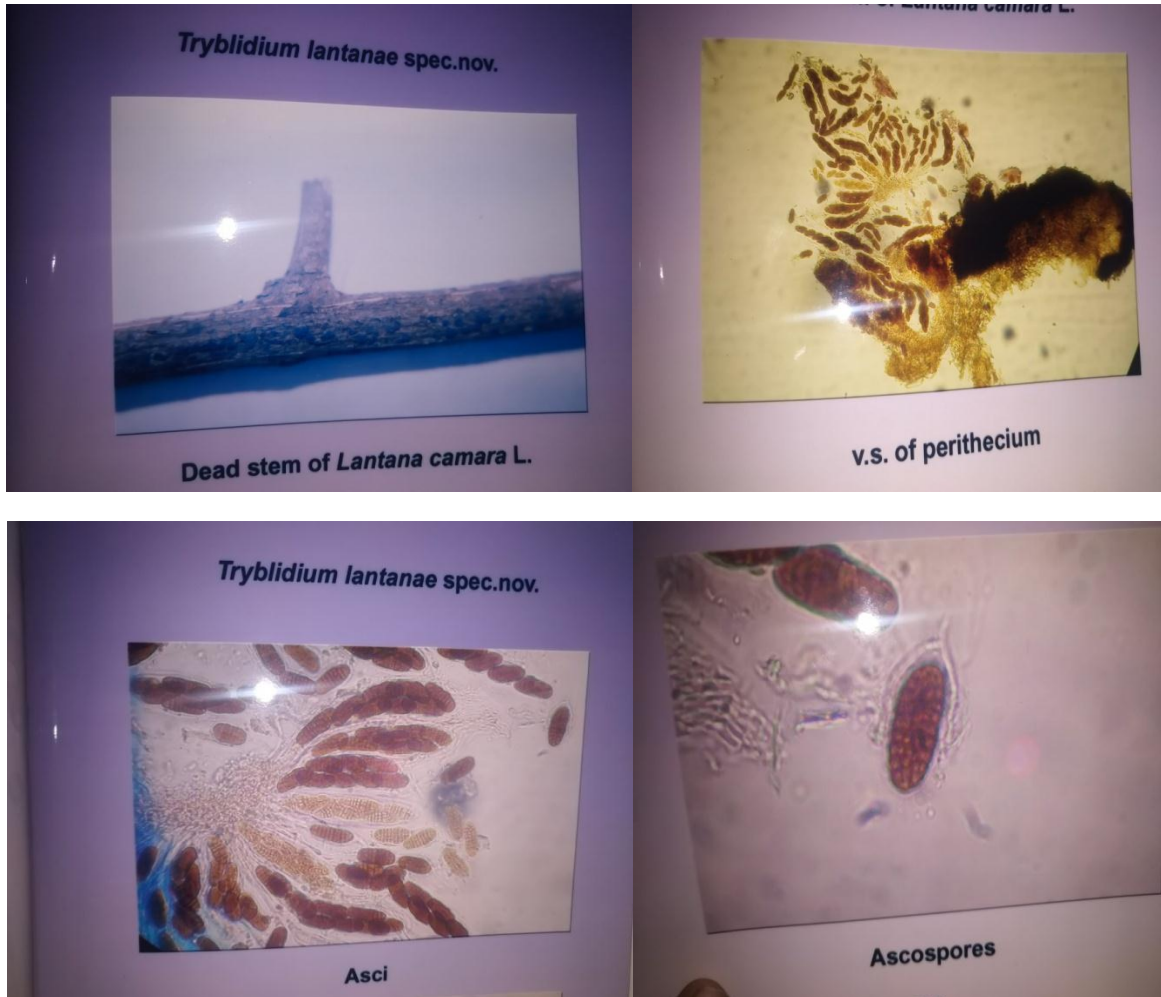 Tryblidium lantanae spec.nov.
Dead stem of Lantana camara L.
Lantana camara L.
v.s. of perithecium
Tryblidium lantanae spec.nov.
Asci
Ascospores